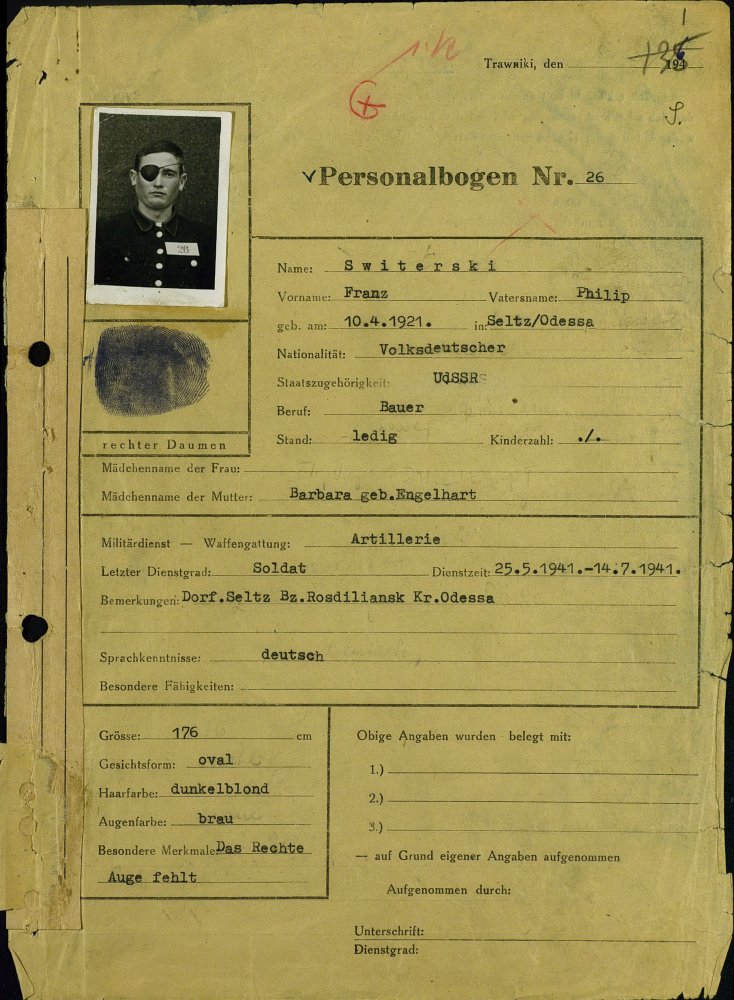 Trawniki, den 194
S.
Personalbogen Nr. 26
26
Name: Switerski
Vorname: Franz Vatersname: Philip
geb. am: 10.4.1921. in: Seltz/Odessa
Nationalität: Volksdeutscher
Staatszugehörigkeit: UdSSR
Beruf: Bauer
Stand: ledig Kinderzahl: ./.
rechter Daumen
Mädchenname der Frau:
Mädchenname der Mutter: Barbara geb.Engelhart
Militärdienst — Waffengattung: Artillerie
Letzter Dienstgrad: Soldat Dienstzeit: 25.5.1941.-14.7.1941.
Bemerkungen: Dorf.Seltz Bz.Rosdiliansk Kr.Odessa
Sprachkenntnisse: deutsch
Besondere Fähigkeiten:
Grösse: 176 cm
Gesichtsform: oval
Haarfarbe: dunkelblond
Augenfarbe: brau
Besondere Merkmale: Das Rechte
Auge fehlt
Obige Angaben wurden belegt mit:
1.)
2.)
3.)
— auf Grund eigener Angaben aufgenommen
Aufgenommen durch:
Unterschrift:
Dienstgrad: